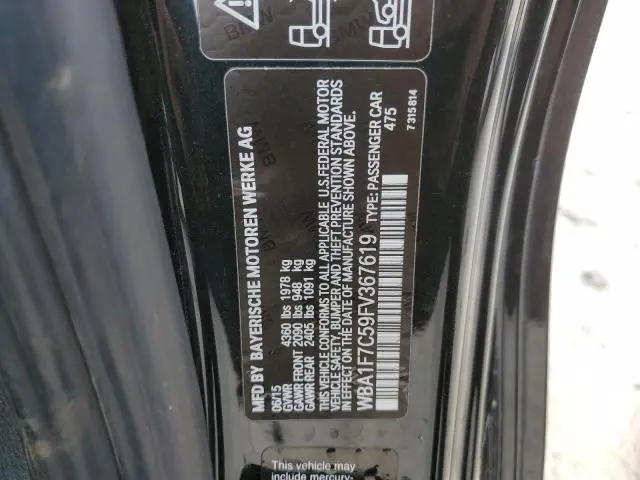 MFD BY BAYERISCHE MOTOREN WERKE AG
06/15
GVWR 4360 lbs 1978 kg
GAWR FRONT 2090 lbs 948 kg
GAWR REAR 2405 lbs 1091 kg
THIS VEHICLE CONFORMS TO ALL APPLICABLE U.S.FEDERAL MOTOR
VEHICLE SAFETY, BUMPER, AND THEFT PREVENTION STANDARDS
IN EFFECT ON THE DATE OF MANUFACTURE SHOWN ABOVE.
WBA1F7C59FV367619 TYPE: PASSENGER CAR
475
7315814
This vehicle may
include mercury-
BMW
BMW